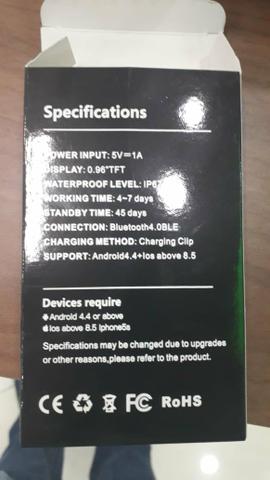 Specifications
POWER INPUT: 5V⎓1A
DISPLAY: 0.96"TFT
WATERPROOF LEVEL:
WORKING TIME: 4~7 days
STANDBY TIME: 45 days
CONNECTION: Bluetooth4.0BLE
CHARGING METHOD: Charging Clip
SUPPORT: Android4.4+Ios above 8.5
Devices require
Android 4.4 or above
Ios above 8.5 Iphone5s
Specifications may be changed due to upgrades
or other reasons,please refer to the product.
CE FC RoHS